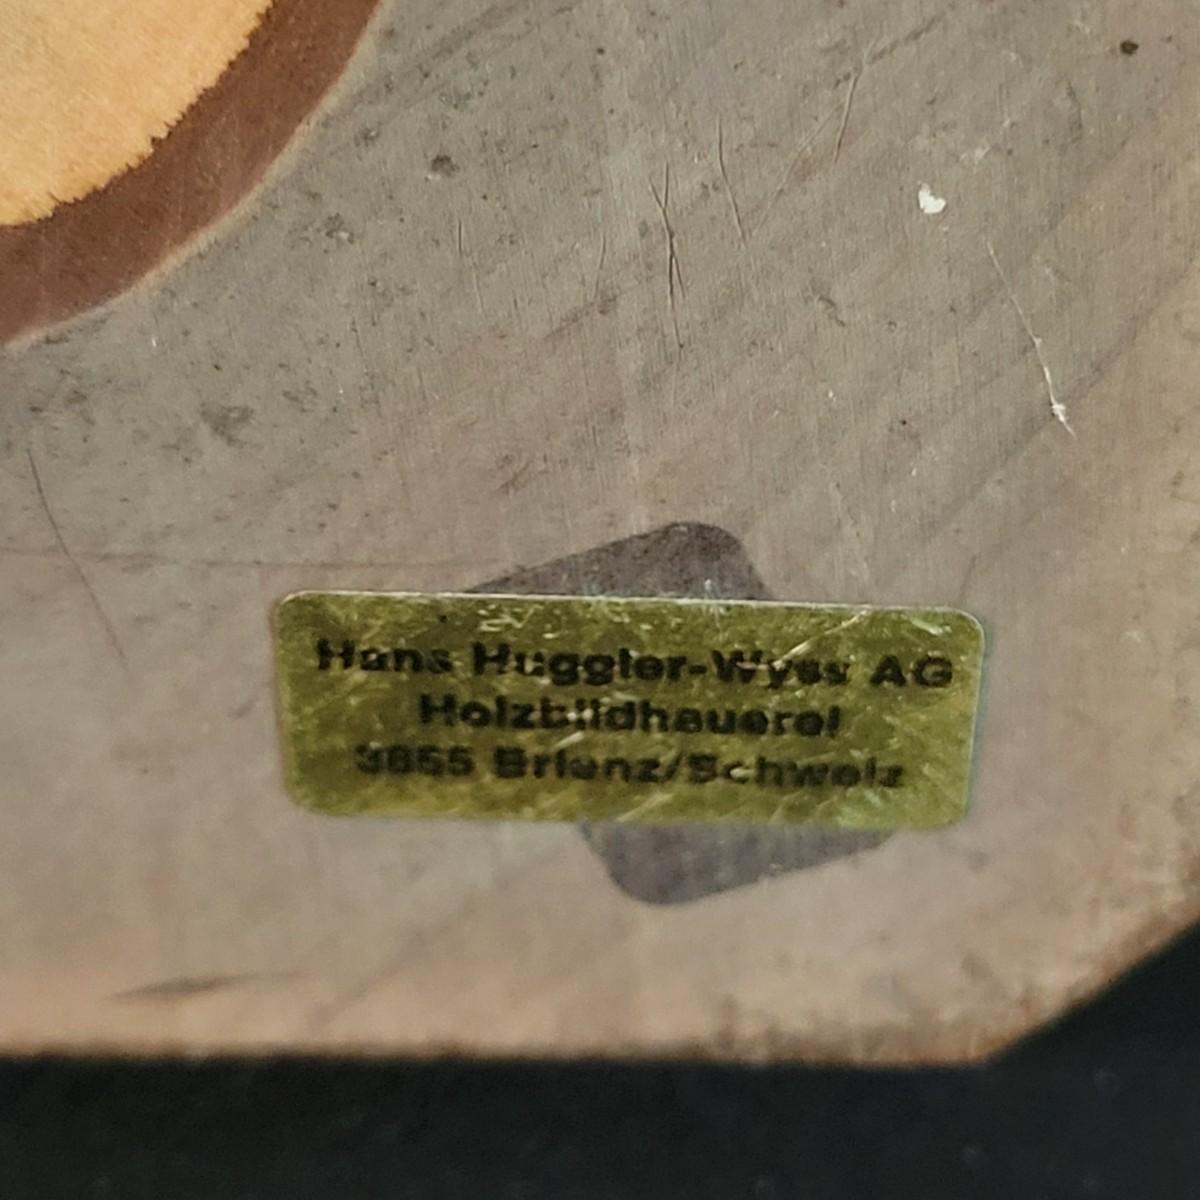 Hans Huggler-Wyss AG
Holzbildhauerei
3855 Brienz/Schweiz